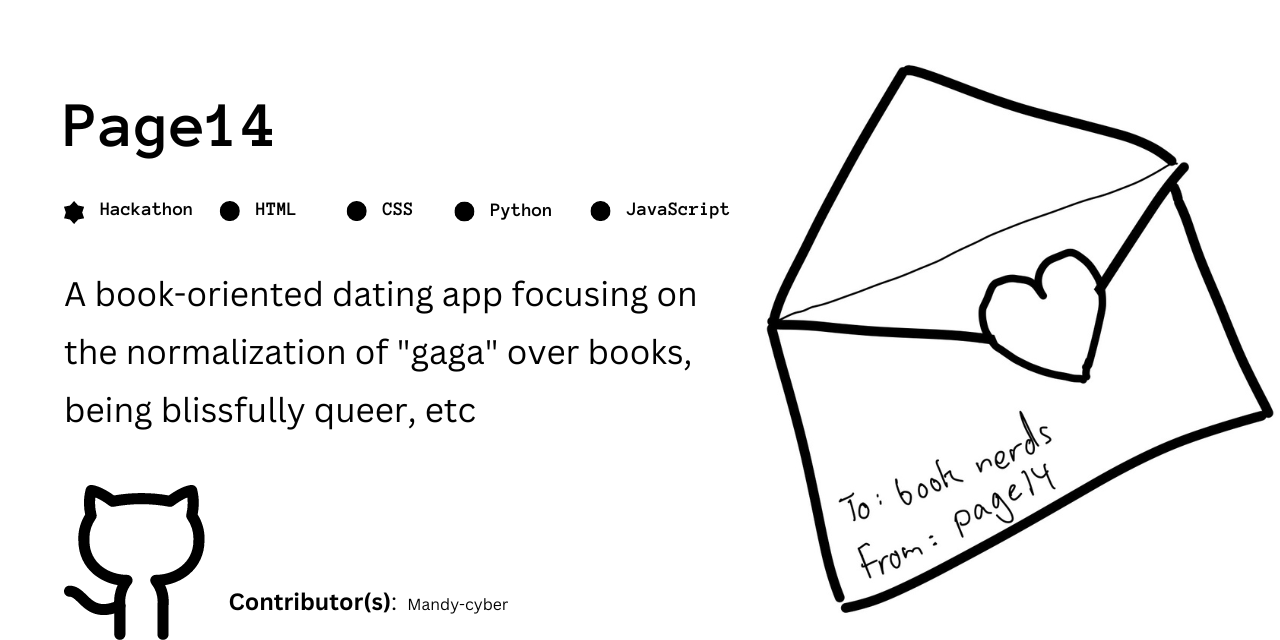 Page14
Hackathon HTML CSS Python JavaScript
A book-oriented dating app focusing on
the normalization of "gaga" over books,
being blissfully queer, etc
Contributor(s): Mandy-cyber
To: book nerds
From: page14